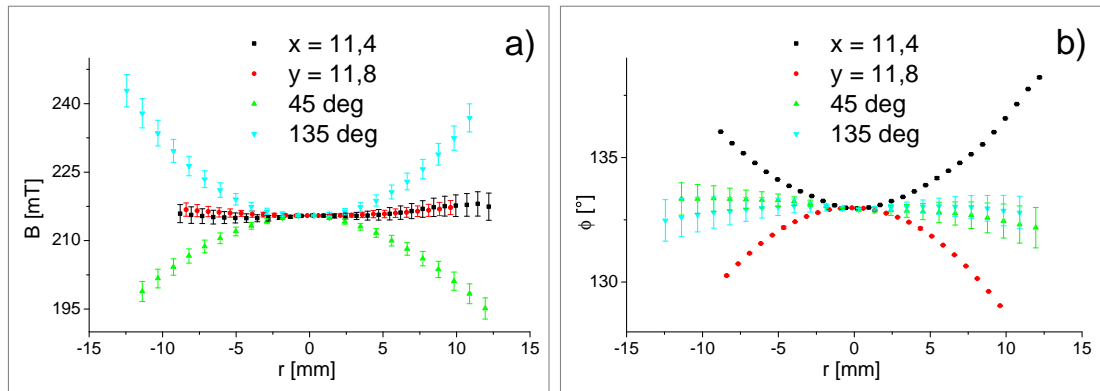 a)
x = 11,4
y = 11,8
45 deg
135 deg
B [mT]
240
225
210
195
-15 -10 -5 0 5 10 15
r [mm]
b)
x = 11,4
y = 11,8
45 deg
135 deg
ϕ [°]
135
130
-15 -10 -5 0 5 10 15
r [mm]